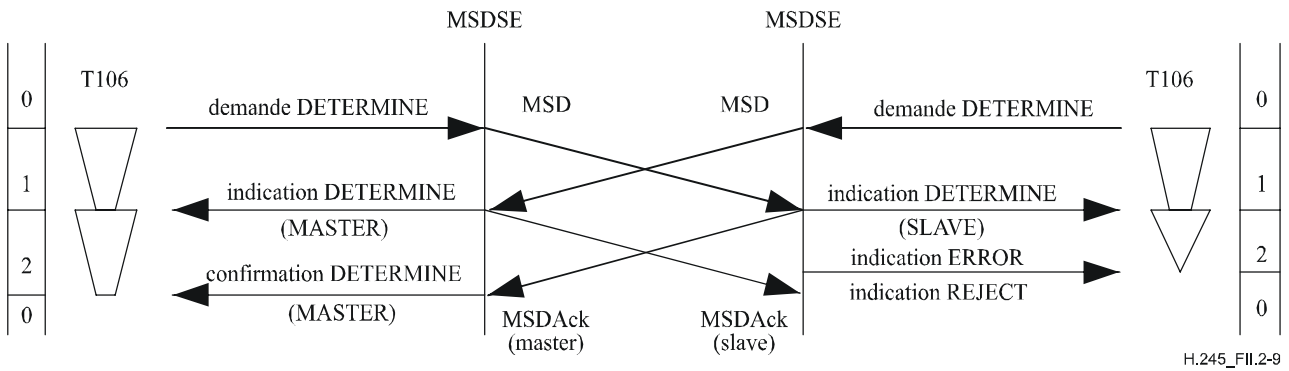 MSDSE MSDSE
T106 T106
0 demande DETERMINE MSD MSD demande DETERMINE 0
1 indication DETERMINE indication DETERMINE 1
(MASTER) (SLAVE)
2 confirmation DETERMINE indication ERROR 2
(MASTER) indication REJECT
0 MSDAck MSDAck 0
(master) (slave)
H.245_FII.2-9